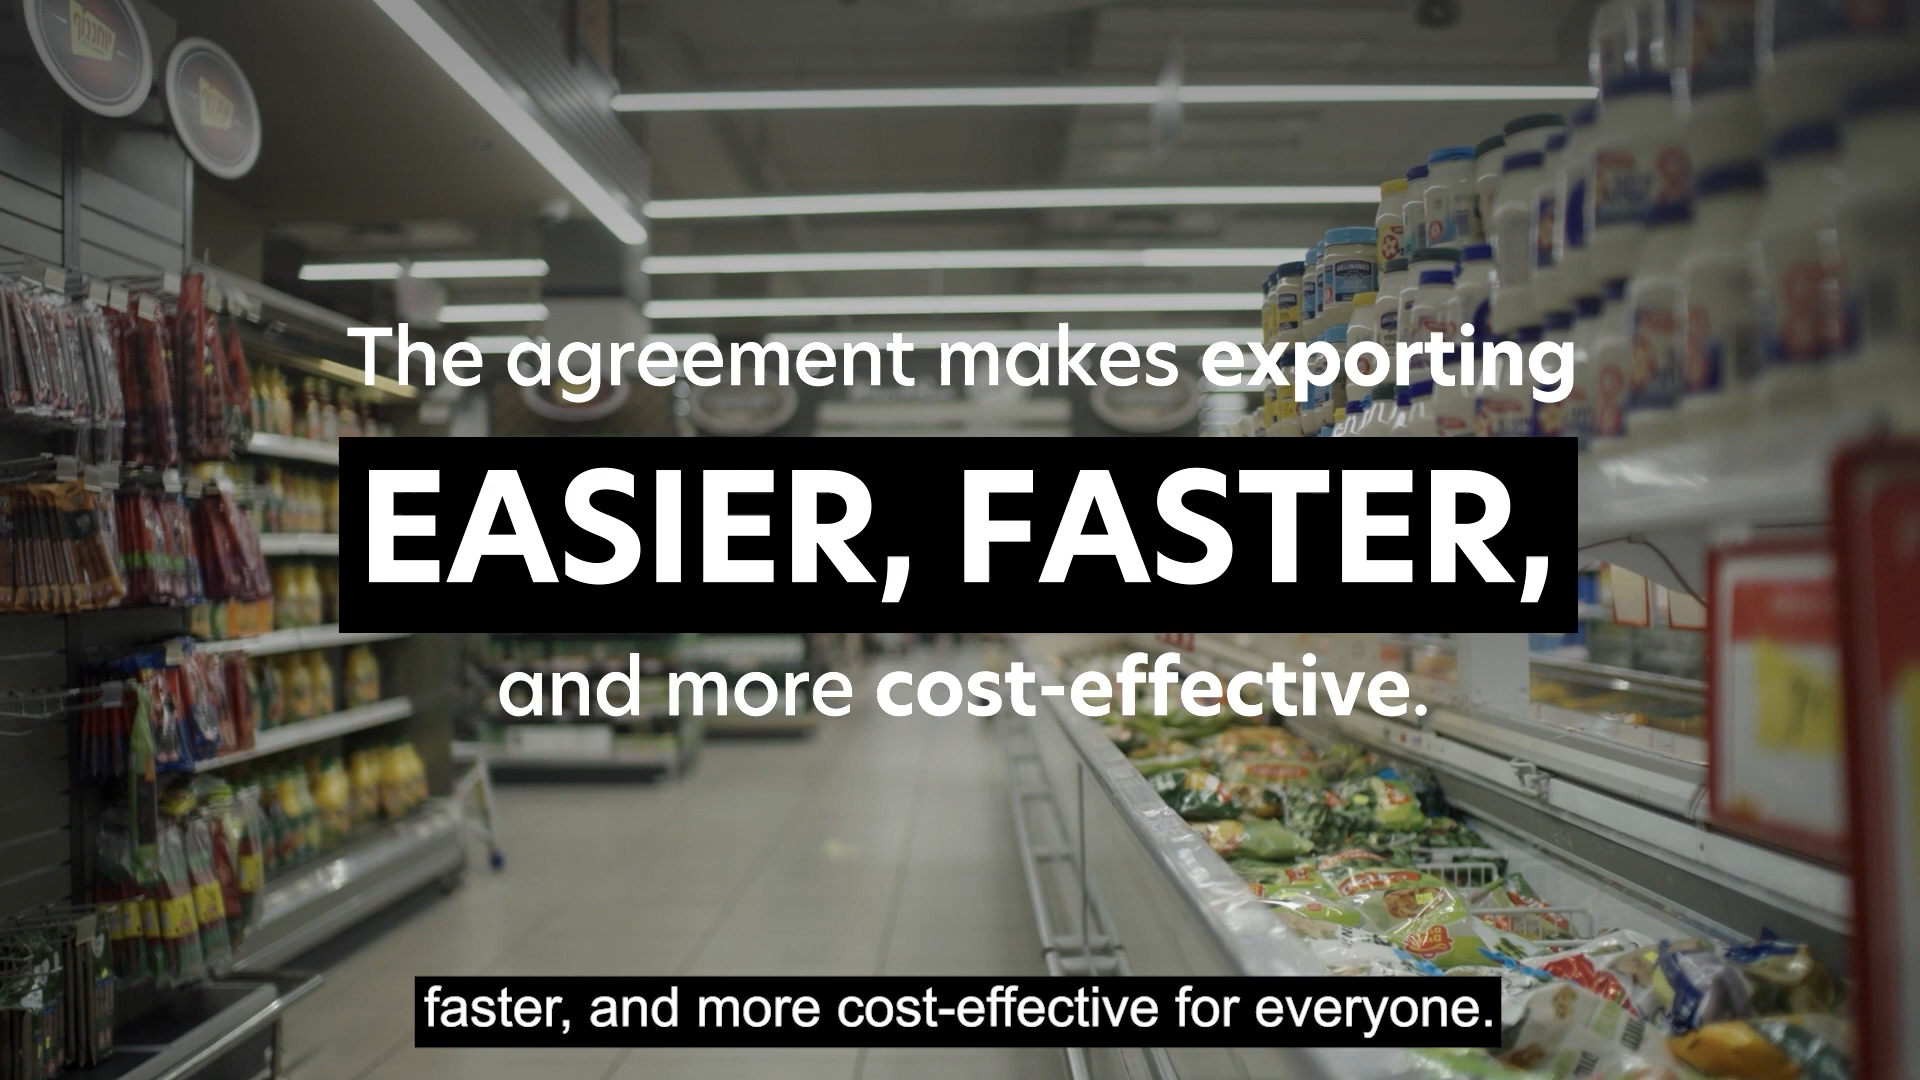 The agreement makes exporting
EASIER, FASTER,
and more cost-effective.
faster, and more cost-effective for everyone.